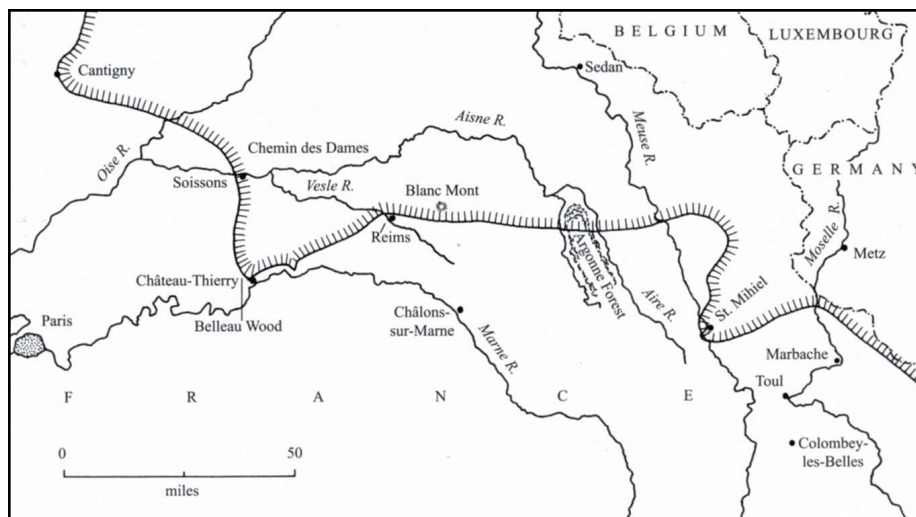 BELGIUM
LUXEMBOURG
Cantigny
Sedan
Meuse R.
Aisne R.
Oise R.
Chemin des Dames
Soissons
Vesle R.
Blanc Mont
GERMANY
Reims
Argonne Forest
Moselle R.
Metz
Château-Thierry
Belleau Wood
Aire R.
St. Mihiel
Châlons-
sur-Marne
Paris
Marne R.
Marbache
Toul
FRANCE
Colombey-
les-Belles
0 50
miles